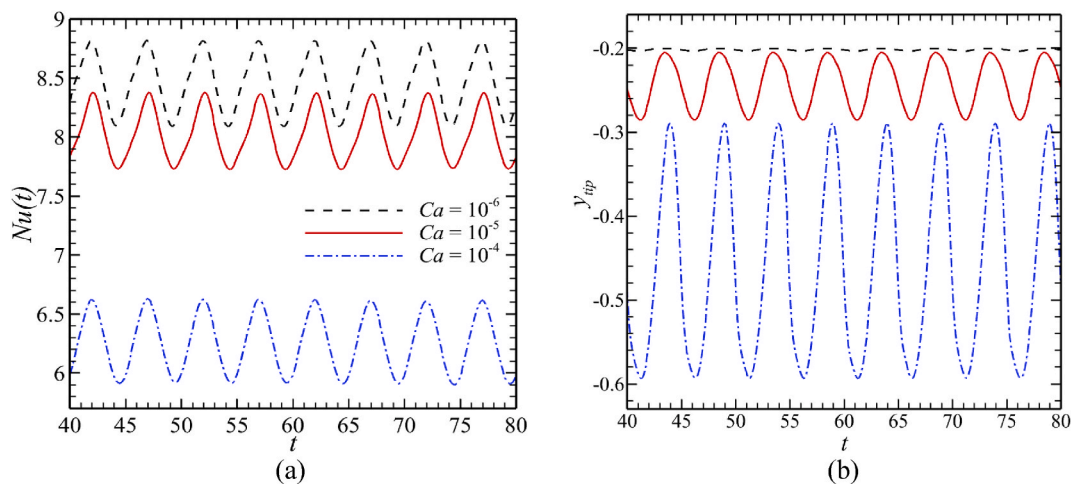 9
8.5
8
7.5
7
6.5
6
Nu(t)
Ca = 10⁻⁶
Ca = 10⁻⁵
Ca = 10⁻⁴
40 45 50 55 60 65 70 75 80
t
(a)
-0.2
-0.3
-0.4
-0.5
-0.6
y_tip
40 45 50 55 60 65 70 75 80
t
(b)